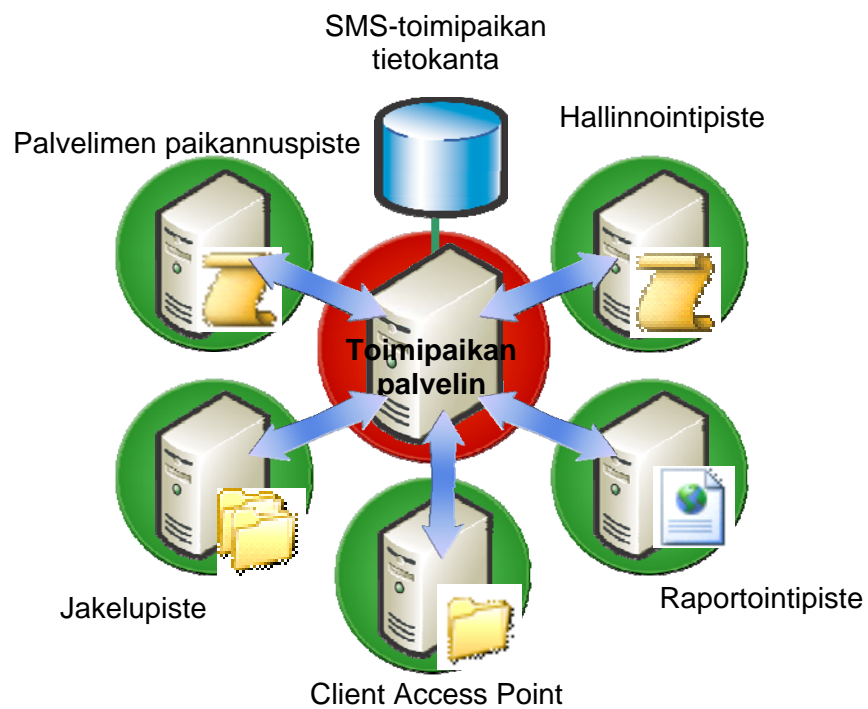 SMS-toimipaikan
tietokanta
Palvelimen paikannuspiste
Hallinnointipiste
Toimipaikan
palvelin
Jakelupiste
Raportointipiste
Client Access Point